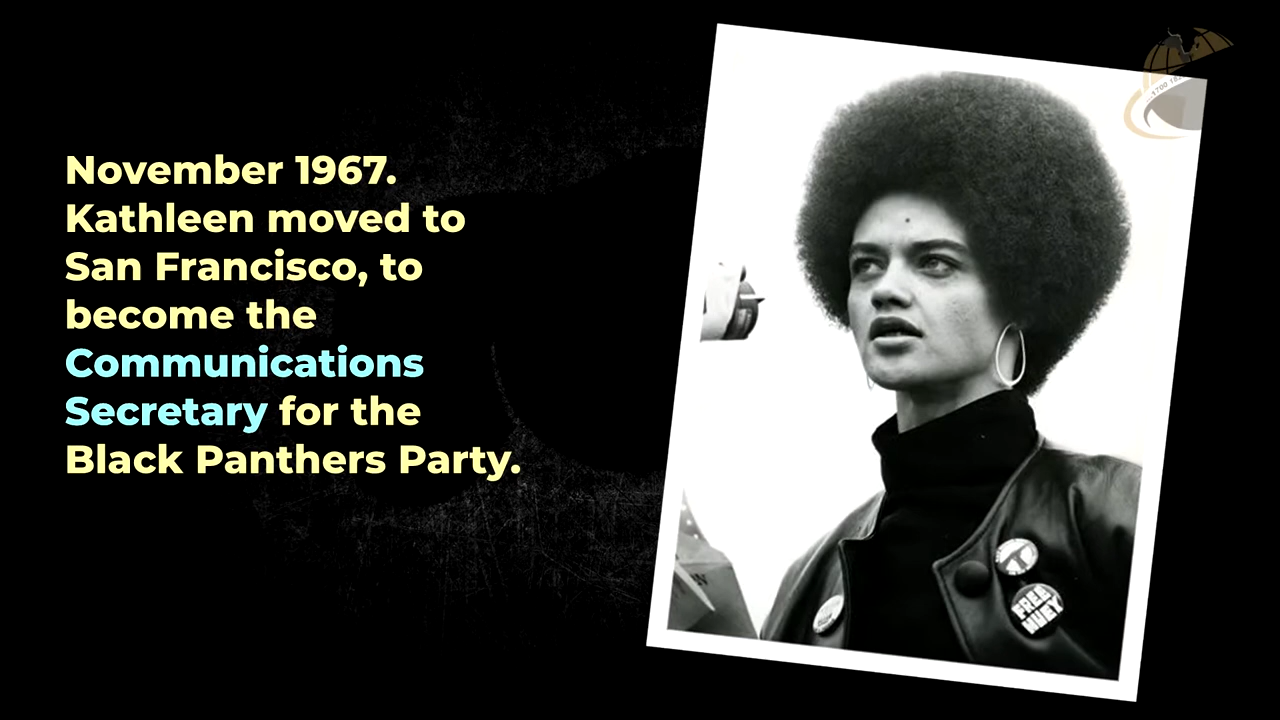 November 1967.
Kathleen moved to
San Francisco, to
become the
Communications
Secretary for the
Black Panthers Party.
FREE
HUEY